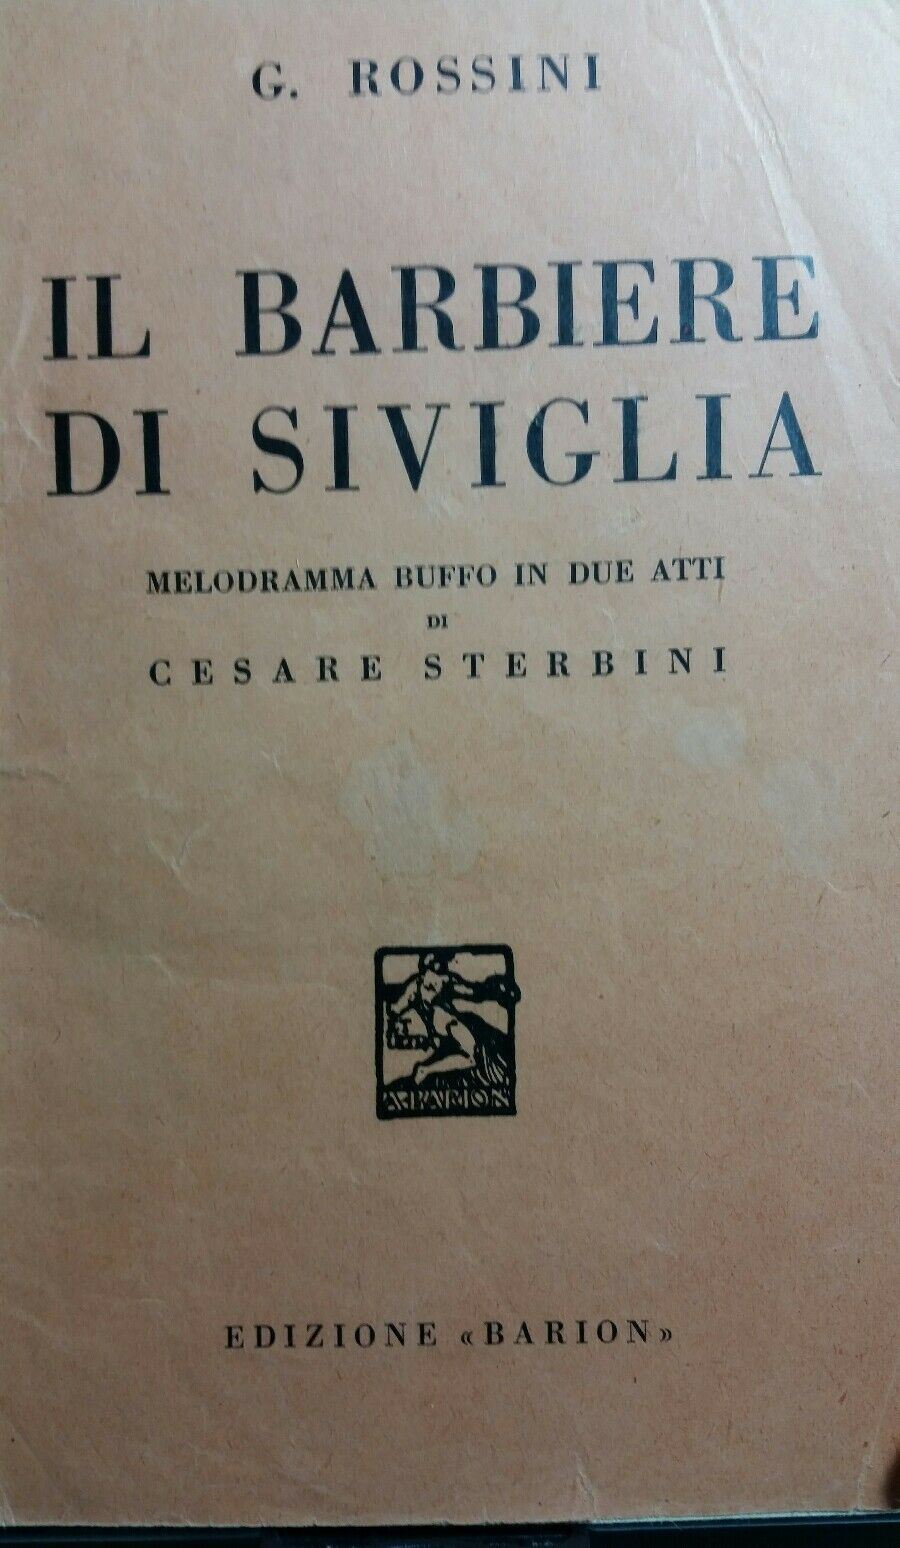 G. ROSSINI
IL BARBIERE
DI SIVIGLIA
MELODRAMMA BUFFO IN DUE ATTI
DI
CESARE STERBINI
A·BARION
EDIZIONE «BARION»